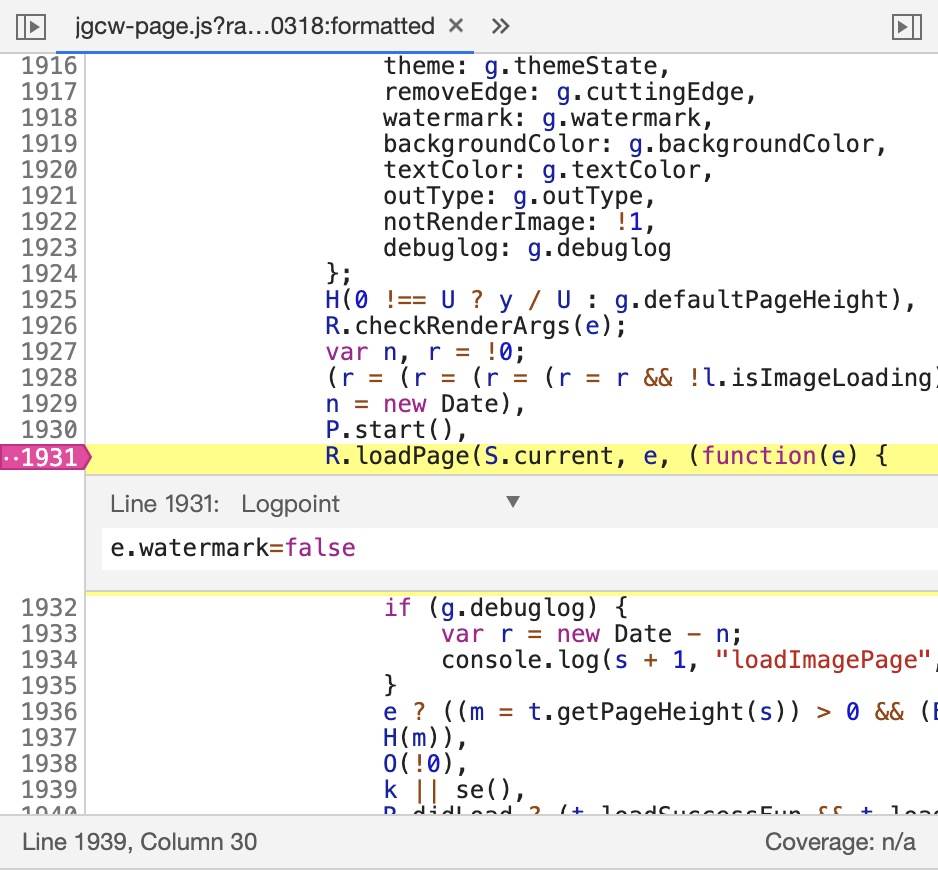 jgcw-page.js?ra…0318:formatted × »
1916 theme: g.themeState,
1917 removeEdge: g.cuttingEdge,
1918 watermark: g.watermark,
1919 backgroundColor: g.backgroundColor,
1920 textColor: g.textColor,
1921 outType: g.outType,
1922 notRenderImage: !1,
1923 debuglog: g.debuglog
1924 };
1925 H(0 !== U ? y / U : g.defaultPageHeight),
1926 R.checkRenderArgs(e);
1927 var n, r = !0;
1928 (r = (r = (r = (r = r && !l.isImageLoading)
1929 n = new Date),
1930 P.start(),
··1931 R.loadPage(S.current, e, (function(e) {
Line 1931: Logpoint ▼
e.watermark=false
1932 if (g.debuglog) {
1933 var r = new Date - n;
1934 console.log(s + 1, "loadImagePage",
1935 }
1936 e ? ((m = t.getPageHeight(s)) > 0 && (
1937 H(m)),
1938 O(!0),
1939 k || se(),
Line 1939, Column 30
Coverage: n/a